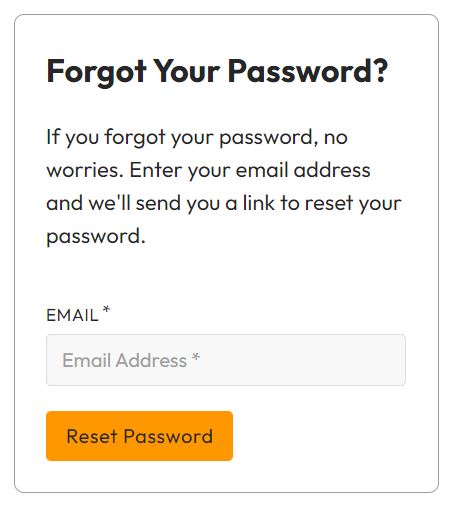 Forgot Your Password?
If you forgot your password, no
worries. Enter your email address
and we'll send you a link to reset your
password.
EMAIL *
Email Address *
Reset Password